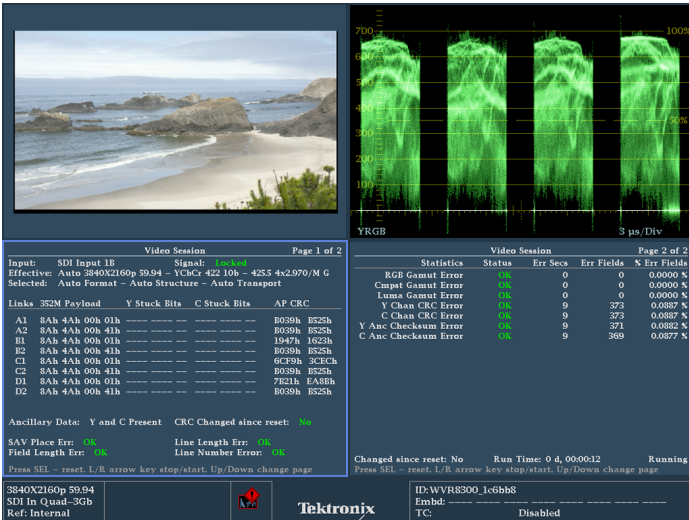 700
600
500
400
300
200
100
100%
50%
YRGB
3 µs/Div
Video Session Page 1 of 2
Input: SDI Input 1B Signal: Locked
Effective: Auto 3840X2160p 59.94 – YCbCr 422 10b – 425.5 4x2.970/M G
Selected: Auto Format – Auto Structure – Auto Transport
Links 352M Payload Y Stuck Bits C Stuck Bits AP CRC
A1 8Ah 4Ah 00h 01h ---- ---- -- ---- ---- -- B039h B525h
A2 8Ah 4Ah 00h 41h ---- ---- -- ---- ---- -- B039h B525h
B1 8Ah 4Ah 00h 01h ---- ---- -- ---- ---- -- 1947h 1623h
B2 8Ah 4Ah 00h 41h ---- ---- -- ---- ---- -- B039h B525h
C1 8Ah 4Ah 00h 01h ---- ---- -- ---- ---- -- 6CF9h 3CECh
C2 8Ah 4Ah 00h 41h ---- ---- -- ---- ---- -- B039h B525h
D1 8Ah 4Ah 00h 01h ---- ---- -- ---- ---- -- 7B21h EA8Bh
D2 8Ah 4Ah 00h 41h ---- ---- -- ---- ---- -- B039h B525h
Ancillary Data: Y and C Present CRC Changed since reset: No
SAV Place Err: OK Line Length Err: OK
Field Length Err: OK Line Number Error: OK
Press SEL – reset. L/R arrow key stop/start. Up/Down change page
Video Session Page 2 of 2
Statistics Status Err Secs Err Fields % Err Fields
RGB Gamut Error OK 0 0 0.0000 %
Cmpst Gamut Error OK 0 0 0.0000 %
Luma Gamut Error OK 0 0 0.0000 %
Y Chan CRC Error OK 9 373 0.0887 %
C Chan CRC Error OK 9 373 0.0887 %
Y Anc Checksum Error OK 9 371 0.0882 %
C Anc Checksum Error OK 9 369 0.0877 %
Changed since reset: No Run Time: 0 d, 00:00:12 Running
Press SEL – reset. L/R arrow key stop/start. Up/Down change page
3840X2160p 59.94
SDI In Quad–3Gb
Ref: Internal
Tektronix
ID:WVR8300_1c6bb8
Embd: ---- ---- ---- ---- ---- ---- ---- ----
TC: Disabled